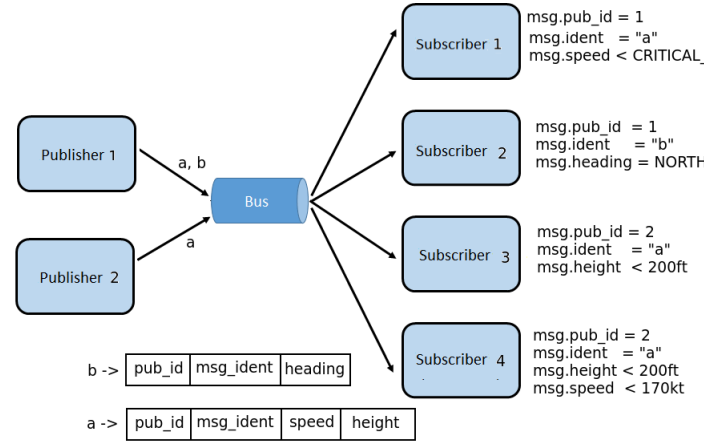 msg.pub_id = 1
msg.ident = "a"
msg.speed < CRITICAL_
Subscriber 1
msg.pub_id = 1
msg.ident = "b"
msg.heading = NORTH
Subscriber 2
Publisher 1
a, b
Bus
a
Publisher 2
msg.pub_id = 2
msg.ident = "a"
msg.height < 200ft
Subscriber 3
msg.pub_id = 2
msg.ident = "a"
msg.height < 200ft
msg.speed < 170kt
Subscriber 4
b -> pub_id msg_ident heading
a -> pub_id msg_ident speed height